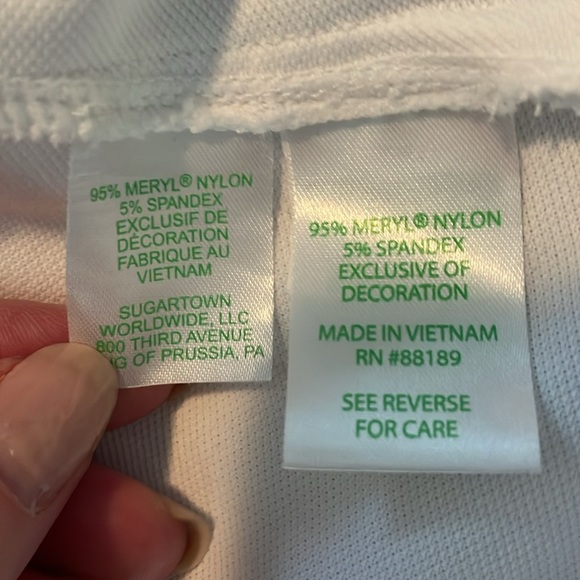 95% MERYL® NYLON
5% SPANDEX
EXCLUSIF DE
DÉCORATION
FABRIQUE AU
VIETNAM
SUGARTOWN
WORLDWIDE, LLC
800 THIRD AVENUE
OF PRUSSIA, PA
95% MERYL® NYLON
5% SPANDEX
EXCLUSIVE OF
DECORATION
MADE IN VIETNAM
RN #88189
SEE REVERSE
FOR CARE